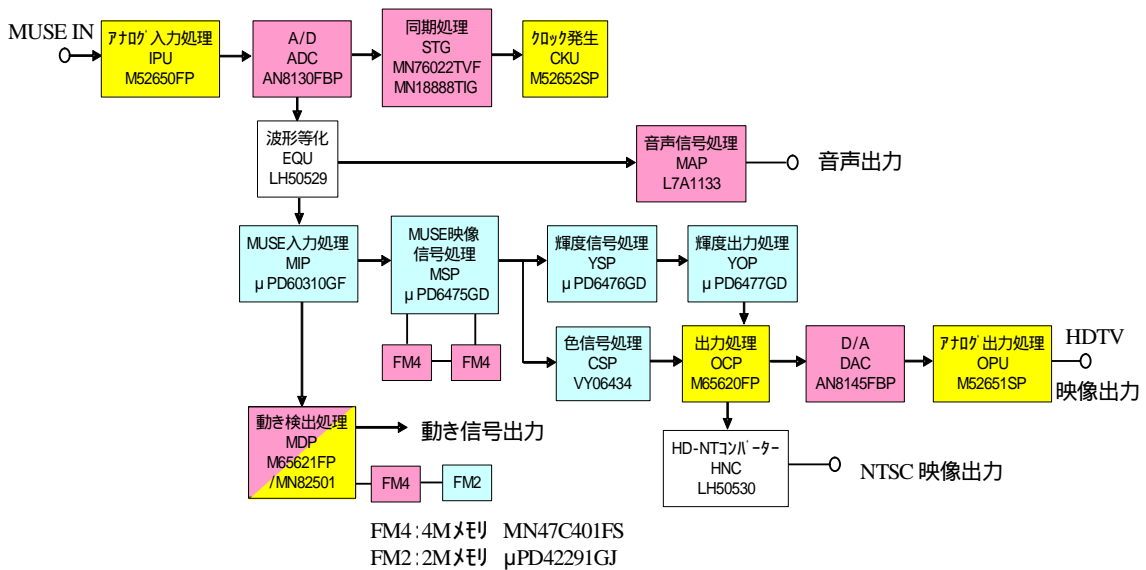 MUSE IN
アナログ入力処理
IPU
M52650FP
A/D
ADC
AN8130FBP
同期処理
STG
MN76022TVF
MN18888TIG
クロック発生
CKU
M52652SP
波形等化
EQU
LH50529
音声信号処理
MAP
L7A1133
音声出力
MUSE入力処理
MIP
μPD60310GF
MUSE映像
信号処理
MSP
μPD6475GD
輝度信号処理
YSP
μPD6476GD
輝度出力処理
YOP
μPD6477GD
FM4
FM4
色信号処理
CSP
VY06434
出力処理
OCP
M65620FP
D/A
DAC
AN8145FBP
アナログ出力処理
OPU
M52651SP
HDTV
映像出力
動き検出処理
MDP
M65621FP
/MN82501
動き信号出力
FM4
FM2
HD-NTコンバーター
HNC
LH50530
NTSC 映像出力
FM4:4Mメモリ MN47C401FS
FM2:2Mメモリ μPD42291GJ